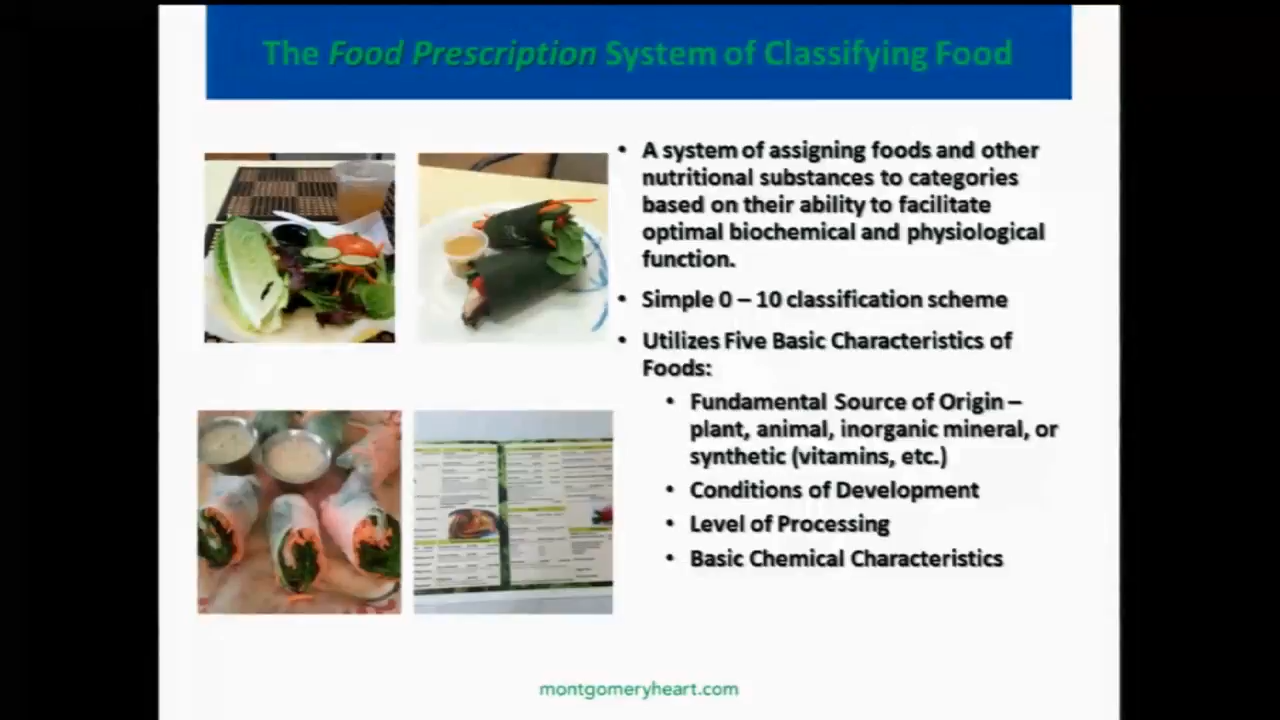 The Food Prescription System of Classifying Food
• A system of assigning foods and other
nutritional substances to categories
based on their ability to facilitate
optimal biochemical and physiological
function.
• Simple 0 – 10 classification scheme
• Utilizes Five Basic Characteristics of
Foods:
• Fundamental Source of Origin –
plant, animal, inorganic mineral, or
synthetic (vitamins, etc.)
• Conditions of Development
• Level of Processing
• Basic Chemical Characteristics
montgomeryheart.com